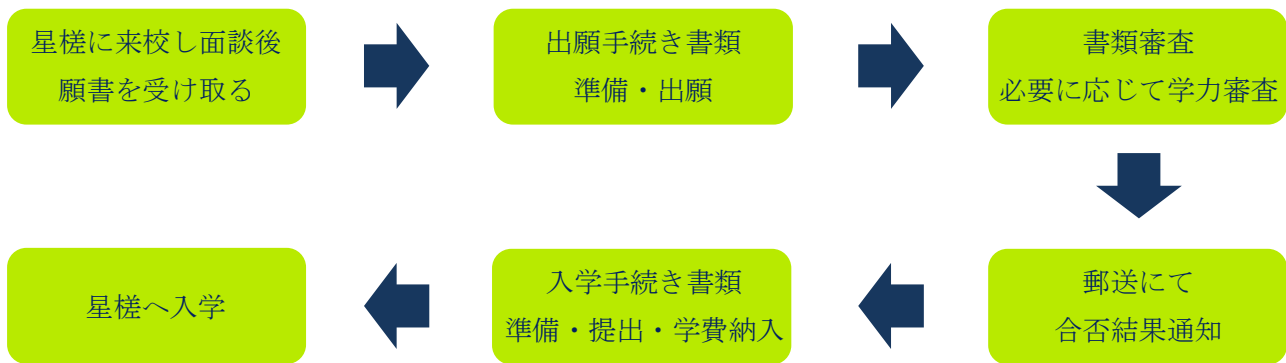 星槎に来校し面談後
願書を受け取る
出願手続き書類
準備・出願
書類審査
必要に応じて学力審査
郵送にて
合否結果通知
入学手続き書類
準備・提出・学費納入
星槎へ入学